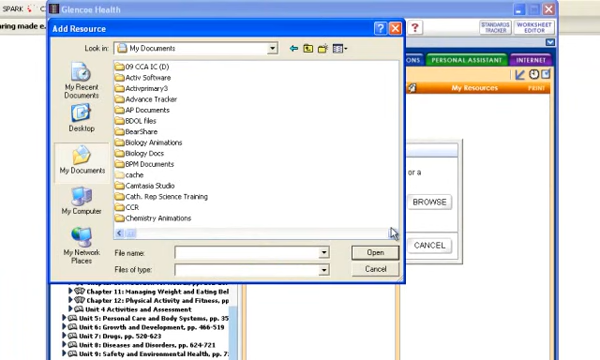 SPARK
Glencoe Health
aring made e.
Add Resource
STANDARDS TRACKER
WORKSHEET EDITOR
Look in:
My Documents
ONS
PERSONAL ASSISTANT
INTERNET
My Resources
PRINT
My Recent Documents
Desktop
My Documents
My Computer
My Network Places
09 CCA IC (D)
Activ Software
Activprimary3
Advance Tracker
AP Documents
BDOL files
BearShare
Biology Animations
Biology Docs
BPM Documents
cache
Camtasia Studio
Cath. Rep Science Training
CCR
Chemistry Animations
or a
BROWSE
CANCEL
File name:
Open
Files of type:
Cancel
Chapter 11: Managing Weight and Eating Bel
Chapter 12: Physical Activity and Fitness, pp
Unit 4 Activities and Assessment
Unit 5: Personal Care and Body Systems, pp. 35
Unit 6: Growth and Development, pp. 466-519
Unit 7: Drugs, pp. 520-623
Unit 8: Diseases and Disorders, pp. 624-721
Unit 9: Safety and Environmental Health, pp.